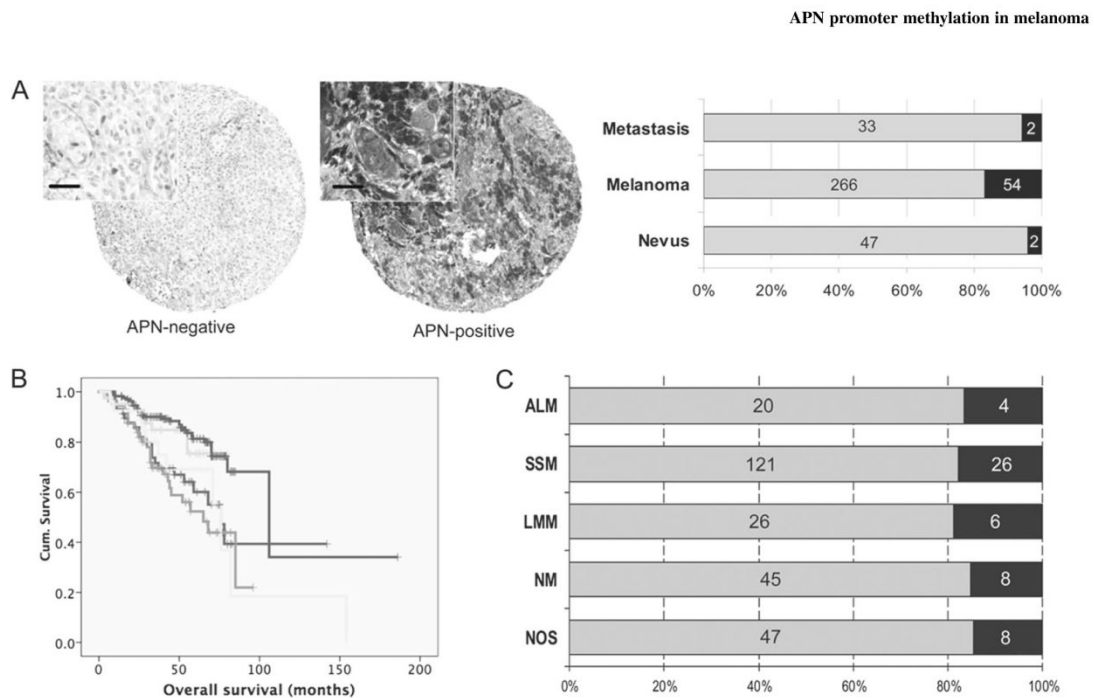 APN promoter methylation in melanoma
A
APN-negative
APN-positive
Metastasis 33 2
Melanoma 266 54
Nevus 47 2
0% 20% 40% 60% 80% 100%
B
Cum. Survival
1.0
0.8
0.6
0.4
0.2
0.0
0 50 100 150 200
Overall survival (months)
C
ALM 20 4
SSM 121 26
LMM 26 6
NM 45 8
NOS 47 8
0% 20% 40% 60% 80% 100%